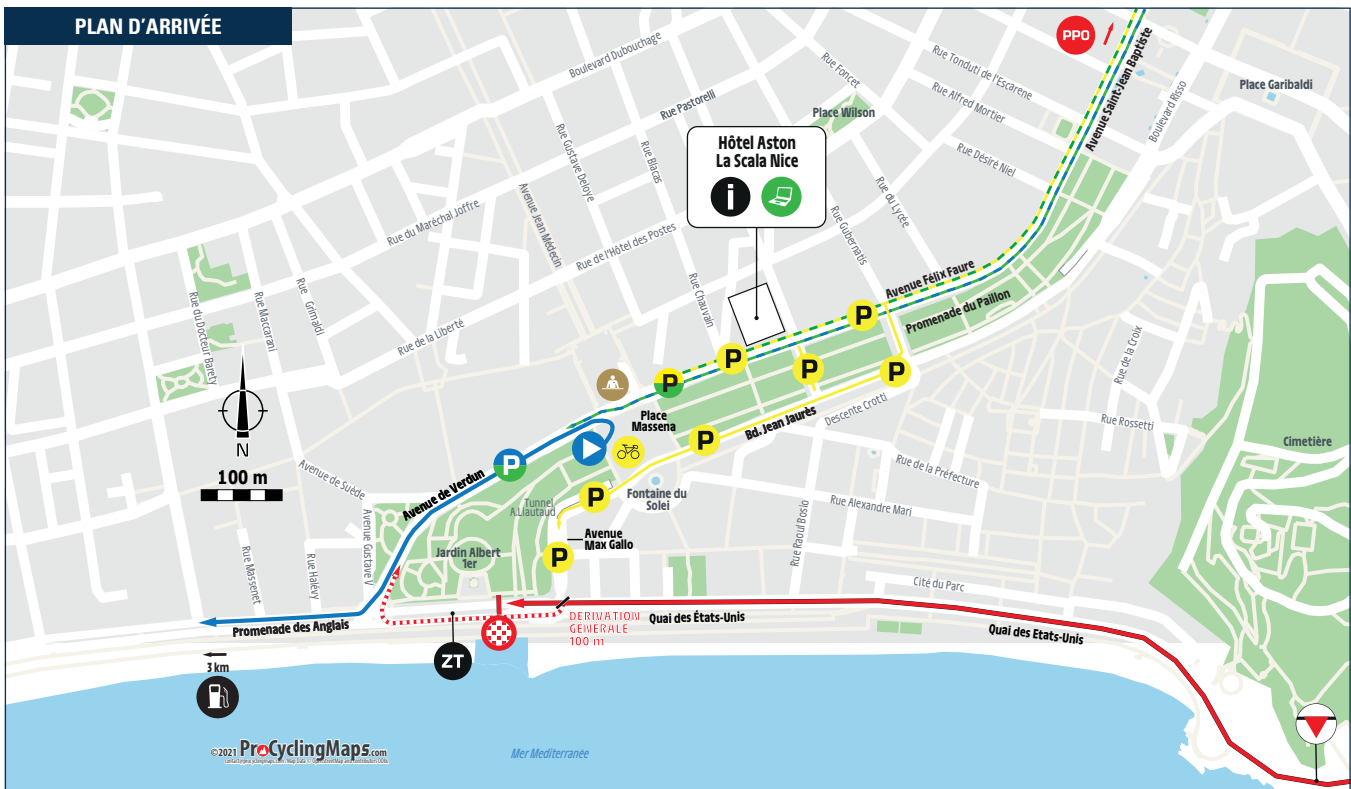 PLAN D'ARRIVÉE
PPO
Boulevard Dubouchage
Rue Foncet
Rue Tonduti de l'Escarene
Avenue Saint-Jean Baptiste
Boulevard Risso
Place Garibaldi
Rue Pastorelli
Place Wilson
Rue Alfred Mortier
Rue Gustave Deloye
Rue Blacas
Hôtel Aston
La Scala Nice
i
Rue Désiré Niel
Avenue Jean Médecin
Rue du Maréchal Joffre
Rue de l'Hôtel des Postes
Rue du Lycée
Rue Gubernatis
Rue Chauvain
Avenue Félix Faure
Promenade du Paillon
Rue du Docteur Barety
Rue Maccarani
Rue Grimaldi
Rue de la Liberté
P
P
P
P
P
Rue de la Croix
Place
Massena
Bd. Jean Jaurès
Descente Crotti
Rue Rossetti
Cimetière
N
100 m
P
P
Avenue de Suède
Avenue de Verdun
Rue de la Préfecture
Tunnel
A.Liautaud
P
Fontaine du
Solei
Rue Alexandre Mari
Avenue Gustave V
Avenue
Max Gallo
P
Rue Raoul Bosio
Jardin Albert
1er
Rue Massenet
Rue Halévy
Cité du Parc
DERIVATION
GENERALE
100 m
Quai des États-Unis
Quai des Etats-Unis
Promenade des Anglais
ZT
3 km
©2021 ProCyclingMaps.com
Mer Mediterranée